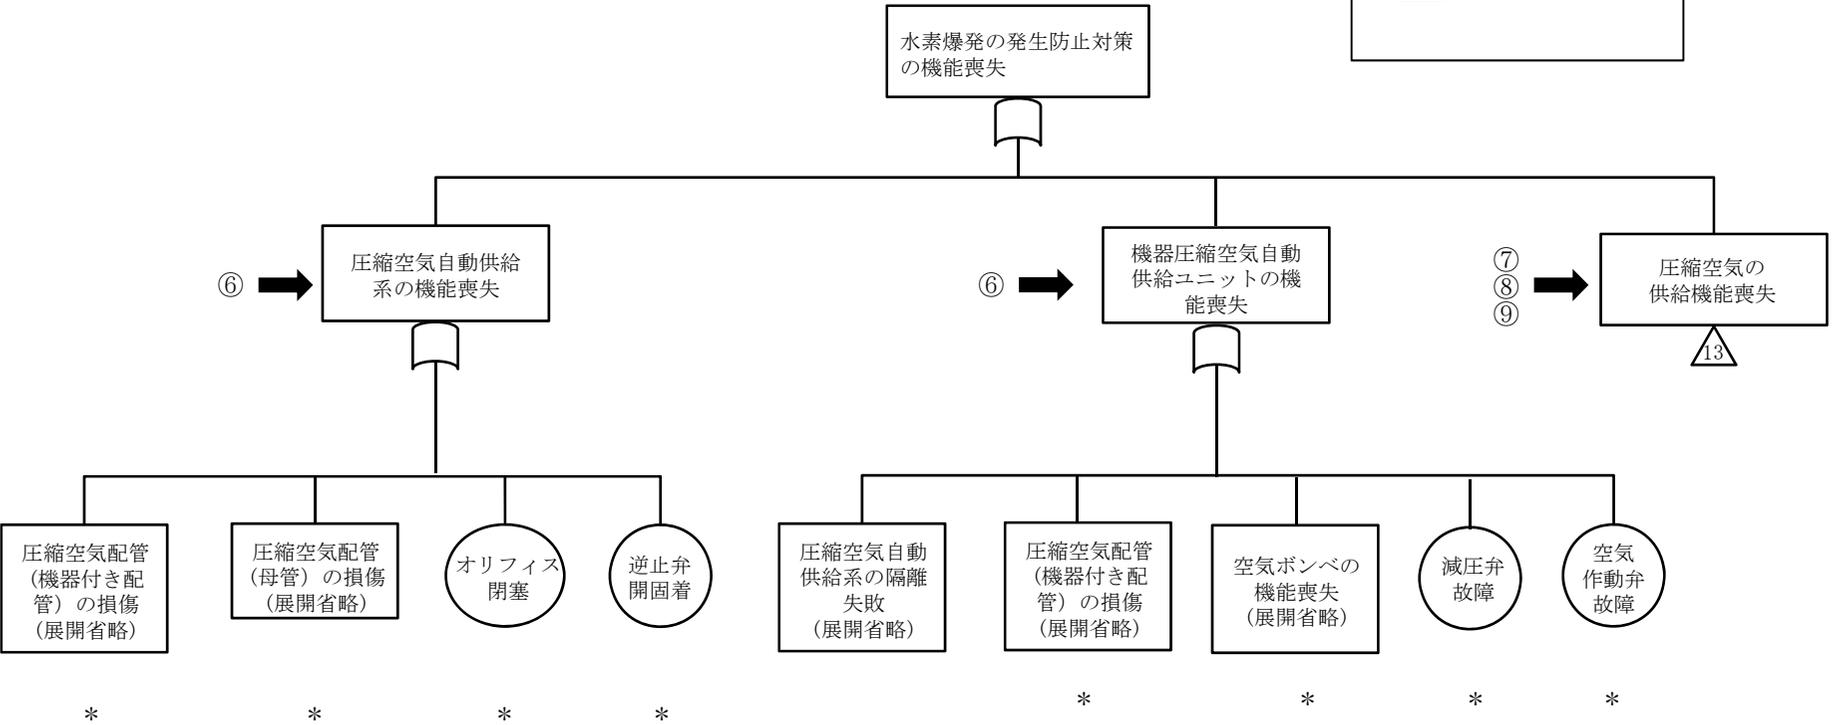 水素爆発の発生防止対策
の機能喪失
⑥
圧縮空気自動供給
系の機能喪失
⑥
機器圧縮空気自動
供給ユニットの機
能喪失
⑦
⑧
⑨
圧縮空気の
供給機能喪失
13
圧縮空気配管
(機器付き配
管）の損傷
(展開省略）
圧縮空気配管
(母管）の損傷
(展開省略）
オリフィス
閉塞
逆止弁
開固着
圧縮空気自動
供給系の隔離
失敗
(展開省略）
圧縮空気配管
(機器付き配
管）の損傷
(展開省略）
空気ボンベの
機能喪失
(展開省略）
減圧弁
故障
空気
作動弁
故障
＊
＊
＊
＊
＊
＊
＊
＊